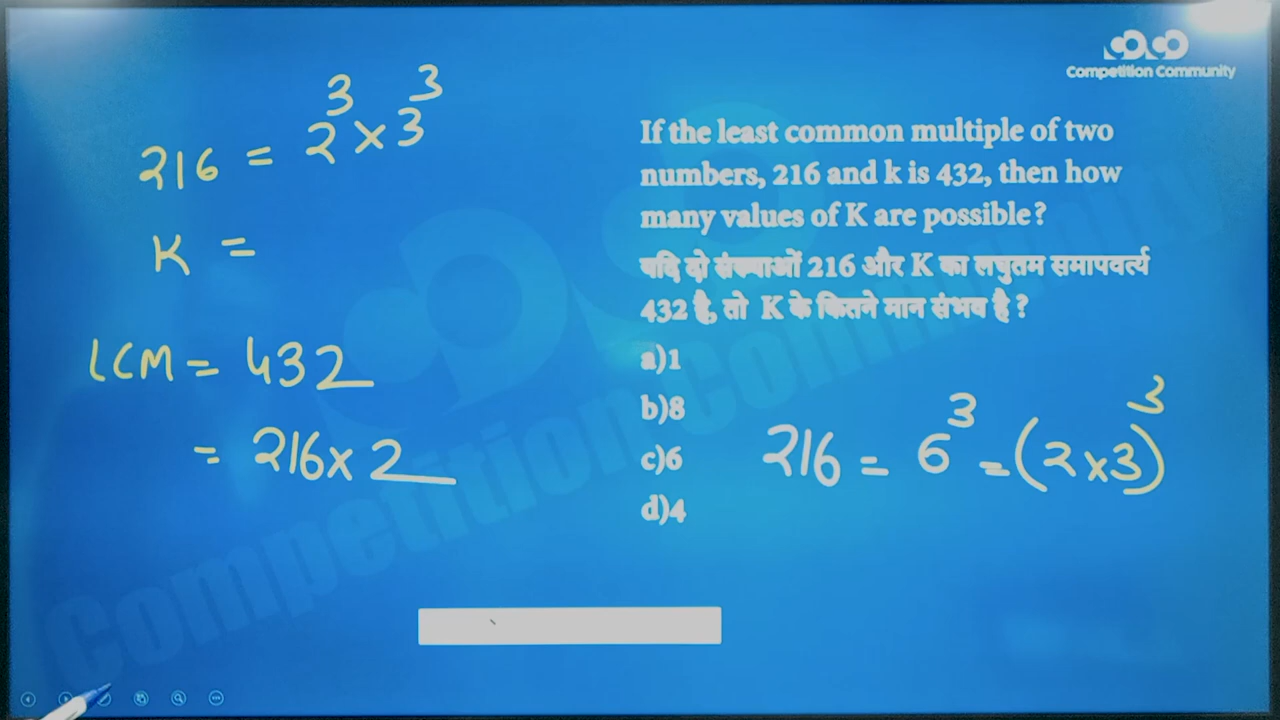 Competition Community
216 = 2³ × 3³
K =
LCM = 432
= 216 × 2
If the least common multiple of two
numbers, 216 and k is 432, then how
many values of K are possible?
यदि दो संख्याओं 216 और K का लघुतम समापवर्त्य
432 है, तो K के कितने मान संभव है ?
a)1
b)8
c)6
d)4
216 = 6³ = (2 × 3)³
Competition Community